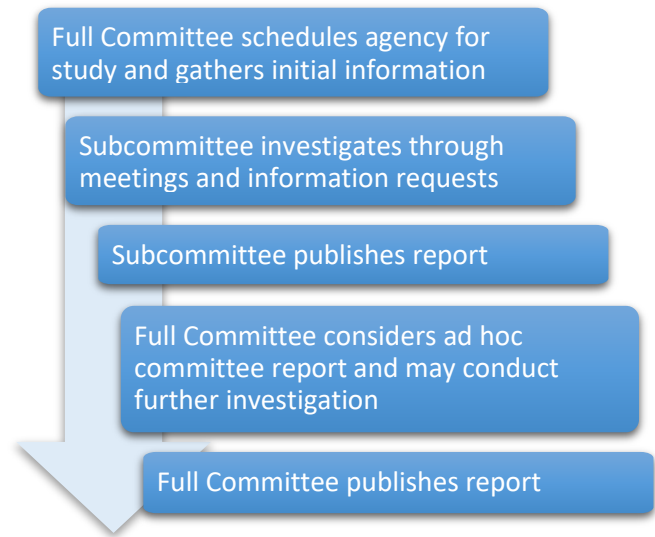 Full Committee schedules agency for
study and gathers initial information
Subcommittee investigates through
meetings and information requests
Subcommittee publishes report
Full Committee considers ad hoc
committee report and may conduct
further investigation
Full Committee publishes report